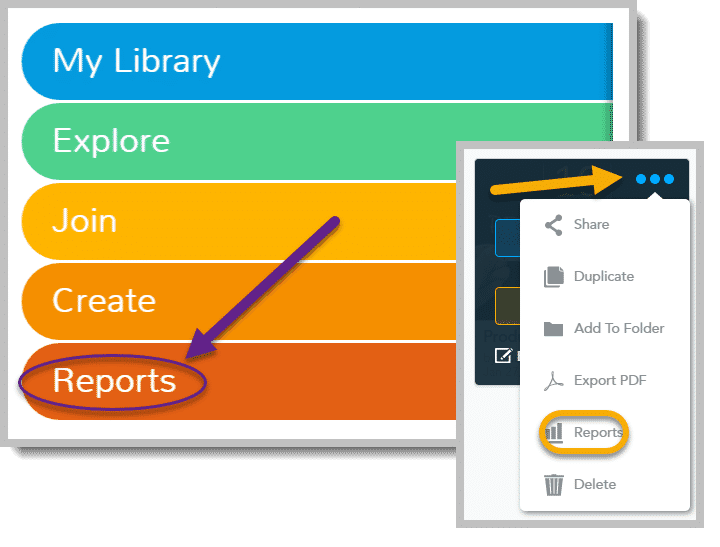 My Library
Explore
Join
Create
Reports
Share
Duplicate
Add To Folder
Export PDF
Reports
Delete